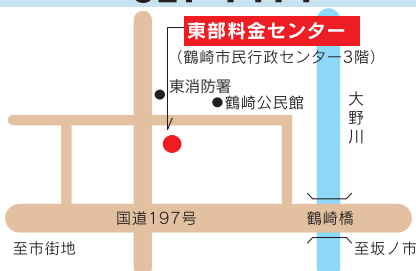 東部料金センター
(鶴崎市民行政センター3階)
東消防署
鶴崎公民館
大野川
国道197号
鶴崎橋
至市街地
至坂ノ市